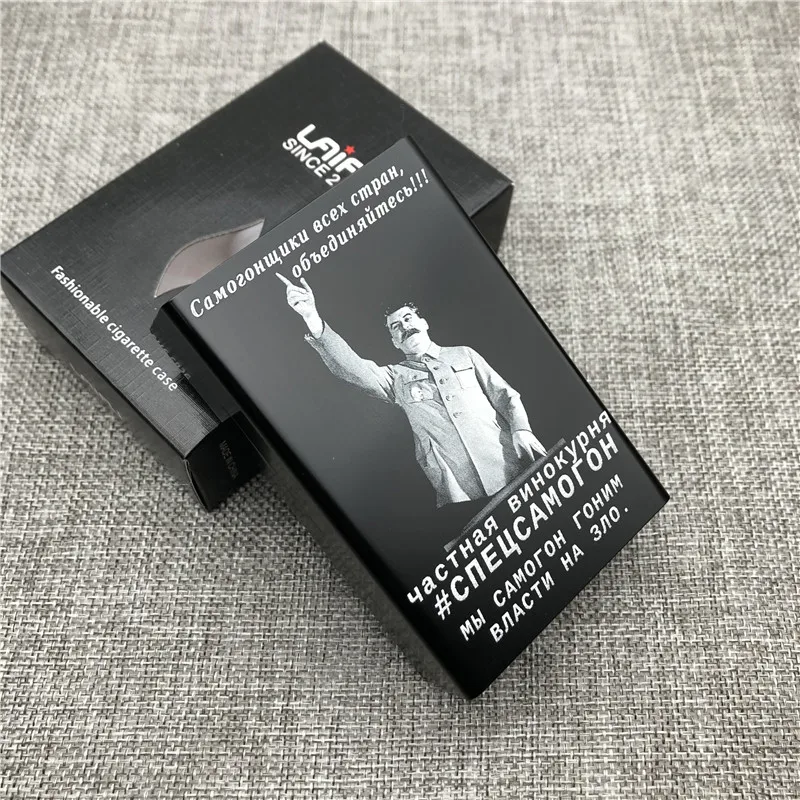 LAIF
SINCE 2
Fashionable cigarette case
Самогонщики всех стран,
объединяйтесь!!!
частная винокурня
#СПЕЦСАМОГОН
МЫ САМОГОН ГОНИМ
ВЛАСТИ НА ЗЛО.